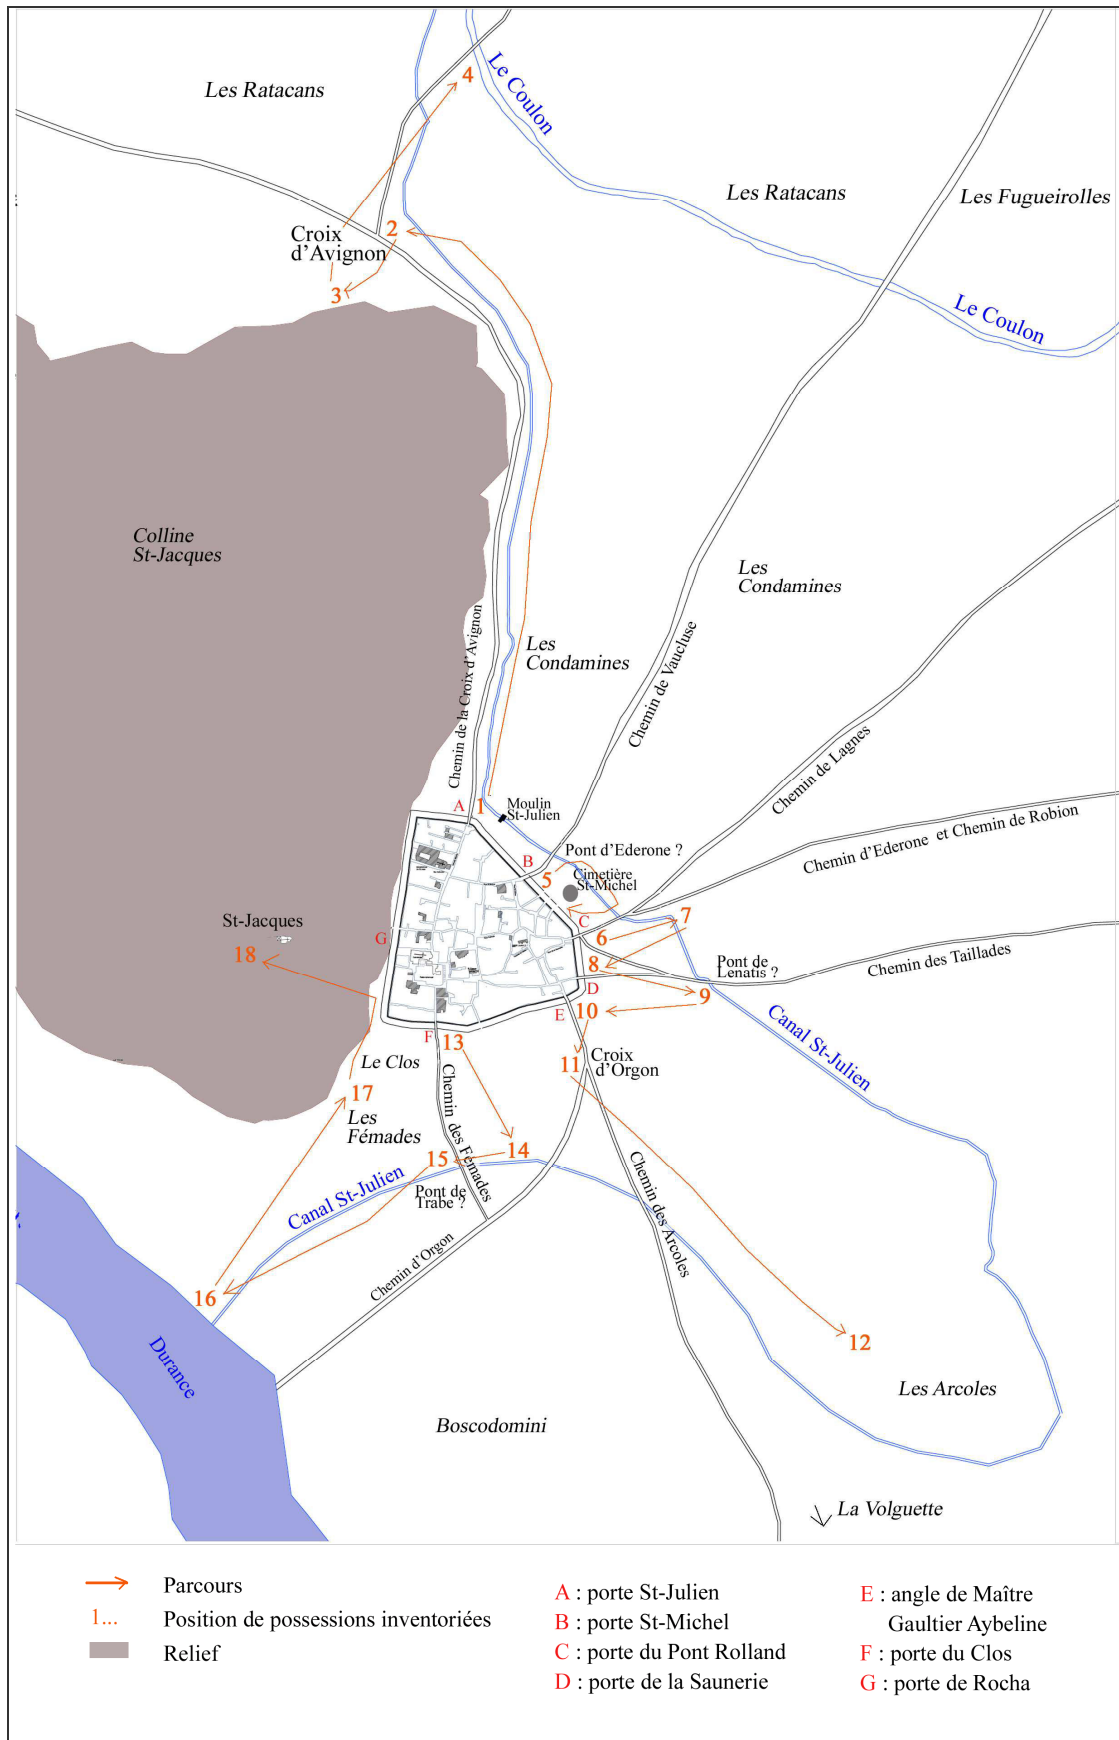 4
Le Coulon
Les Ratacans
Les Ratacans
Les Fugueirolles
2
Croix
d'Avignon
3
Le Coulon
Colline
St-Jacques
Les
Condamines
Les
Condamines
Chemin de la Croix d'Avignon
Chemin de Vaucluse
Chemin de Lagnes
A
1
Moulin
St-Julien
Chemin d'Ederone et Chemin de Robion
Pont d'Ederone ?
B
5
Cimetière
St-Michel
C
7
St-Jacques
G
6
18
8
Pont de
Lenatis ?
Chemin des Taillades
D
9
E
10
Canal St-Julien
F
13
Le Clos
11
Croix
d'Orgon
17
Les
Fémades
Chemin des Fémades
14
15
Chemin des Arcoles
Pont de
Trabe ?
Canal St-Julien
Chemin d'Orgon
16
12
Durance
Les Arcoles
Boscodomini
La Volguette
Parcours
1... Position de possessions inventoriées
Relief
A : porte St-Julien
B : porte St-Michel
C : porte du Pont Rolland
D : porte de la Saunerie
E : angle de Maître
Gaultier Aybeline
F : porte du Clos
G : porte de Rocha